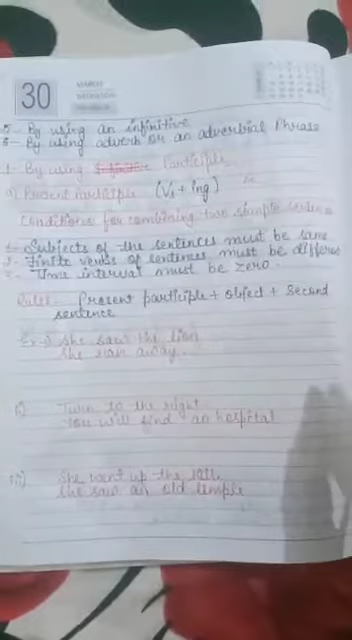 30
MARCH
WEDNESDAY
5- By using an infinitive
6- By using adverb or an adverbial Phrase
1- By using Participle
a) Present Participle (V₁ + ing)
Conditions for combining two simple sentence
1- Subjects of the sentences must be same
2- Finite verbs of sentences must be different
3- Time interval must be zero.
Rules- Present participle + object + second
sentence
Ex- i) She saw the lion
She ran away.
ii) Turn to the right
You will find an hospital
iii) She went up the hill
She saw an old temple